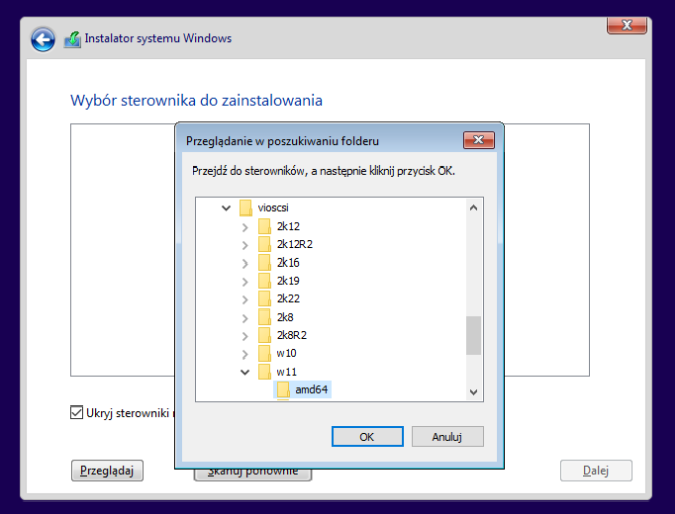 Instalator systemu Windows
Wybór sterownika do zainstalowania
Przeglądanie w poszukiwaniu folderu
Przejdź do sterowników, a następnie kliknij przycisk OK.
vioscsi
2k12
2k12R2
2k16
2k19
2k22
2k8
2k8R2
w10
w11
amd64
OK Anuluj
Ukryj sterowniki
Przeglądaj Skanuj ponownie Dalej